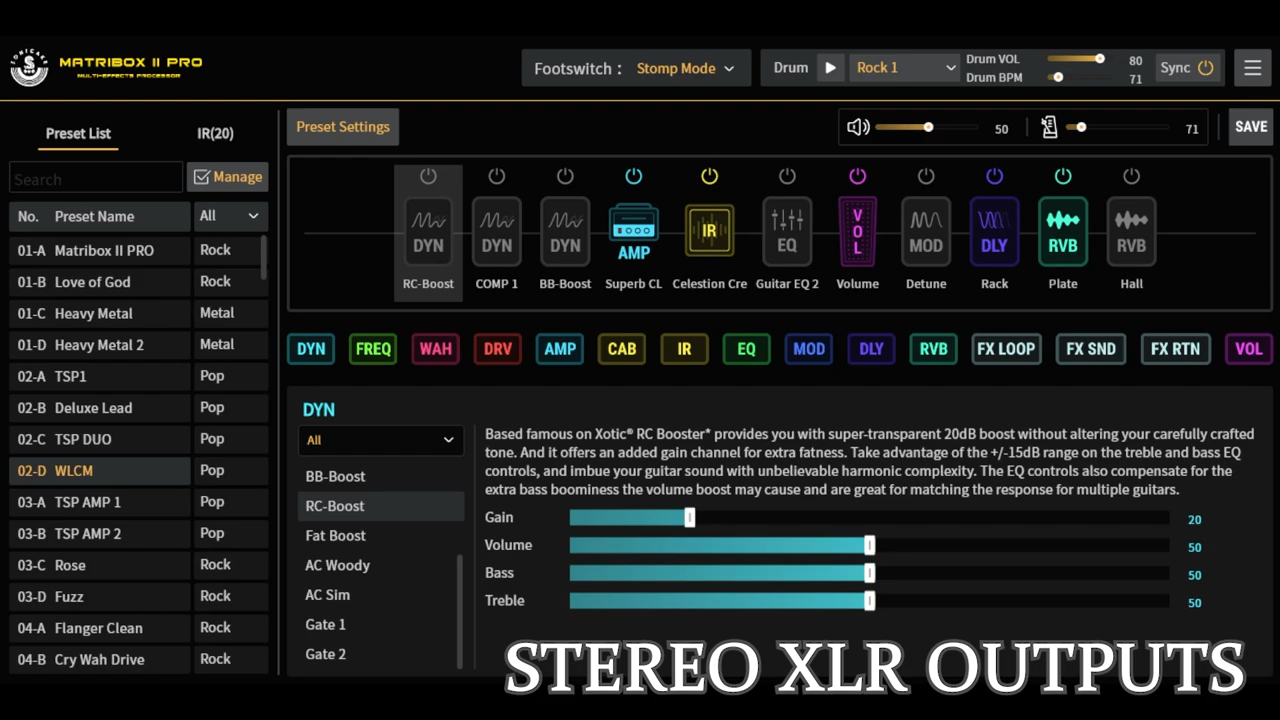 SONICAKE
MATRIBOX II PRO
MULTI-EFFECTS PROCESSOR
Footswitch : Stomp Mode
Drum Rock 1
Drum VOL 80
Drum BPM 71
Sync
Preset List IR(20)
Preset Settings
50 71 SAVE
Search Manage
No. Preset Name All
01-A Matribox II PRO Rock
01-B Love of God Rock
01-C Heavy Metal Metal
01-D Heavy Metal 2 Metal
02-A TSP1 Pop
02-B Deluxe Lead Pop
02-C TSP DUO Pop
02-D WLCM Pop
03-A TSP AMP 1 Pop
03-B TSP AMP 2 Pop
03-C Rose Rock
03-D Fuzz Rock
04-A Flanger Clean Rock
04-B Cry Wah Drive Rock
DYN DYN DYN AMP IR EQ VOL MOD DLY RVB RVB
RC-Boost COMP 1 BB-Boost Superb CL Celestion Cre Guitar EQ 2 Volume Detune Rack Plate Hall
DYN FREQ WAH DRV AMP CAB IR EQ MOD DLY RVB FX LOOP FX SND FX RTN VOL
DYN
All
BB-Boost
RC-Boost
Fat Boost
AC Woody
AC Sim
Gate 1
Gate 2
Based famous on Xotic® RC Booster* provides you with super-transparent 20dB boost without altering your carefully crafted
tone. And it offers an added gain channel for extra fatness. Take advantage of the +/-15dB range on the treble and bass EQ
controls, and imbue your guitar sound with unbelievable harmonic complexity. The EQ controls also compensate for the
extra bass boominess the volume boost may cause and are great for matching the response for multiple guitars.
Gain 20
Volume 50
Bass 50
Treble 50
STEREO XLR OUTPUTS